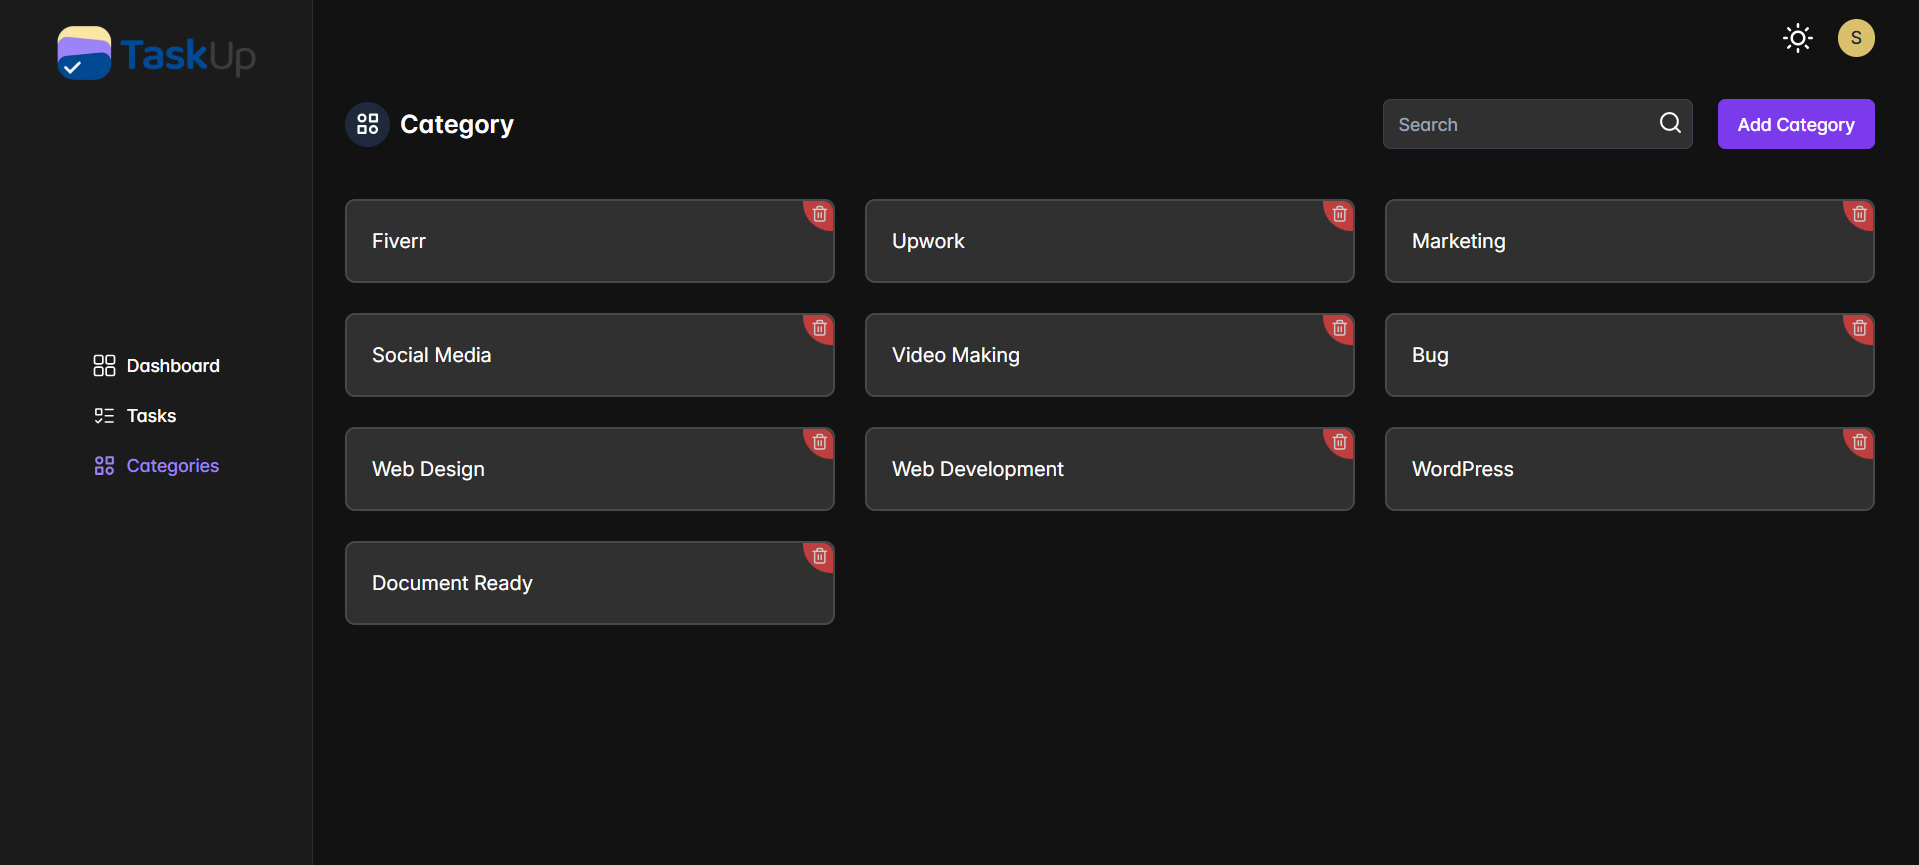 TaskUp
S
Category
Search
Add Category
Fiverr
Upwork
Marketing
Social Media
Video Making
Bug
Dashboard
Tasks
Categories
Web Design
Web Development
WordPress
Document Ready